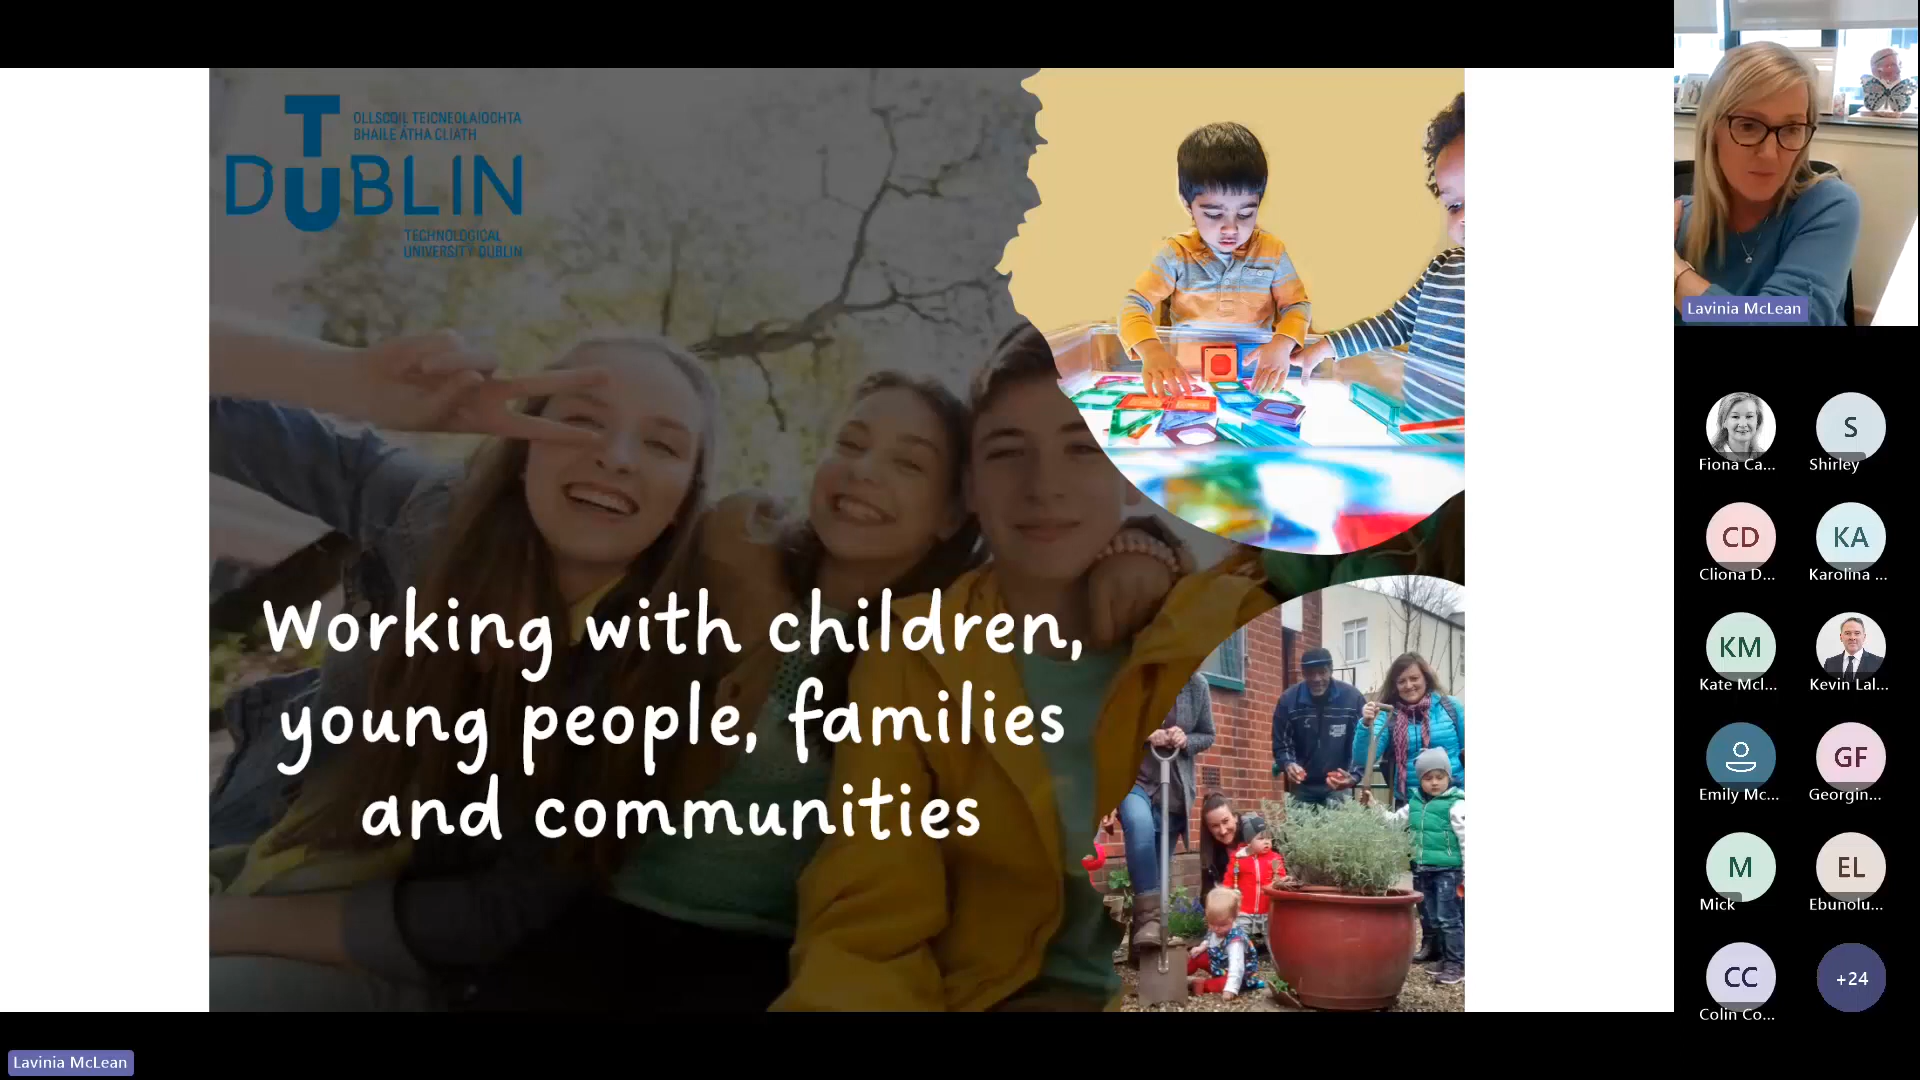 OLLSCOIL TEICNEOLAÍOCHTA
BHAILE ÁTHA CLIATH
TU DUBLIN
TECHNOLOGICAL
UNIVERSITY DUBLIN
Working with children,
young people, families
and communities
Lavinia McLean
Fiona Ca...
S
Shirley
CD
Cliona D...
KA
Karolina ...
KM
Kate McI...
Kevin Lal...
Emily Mc...
GF
Georgin...
M
Mick
EL
Ebunolu...
CC
Colin Co...
+24
Lavinia McLean